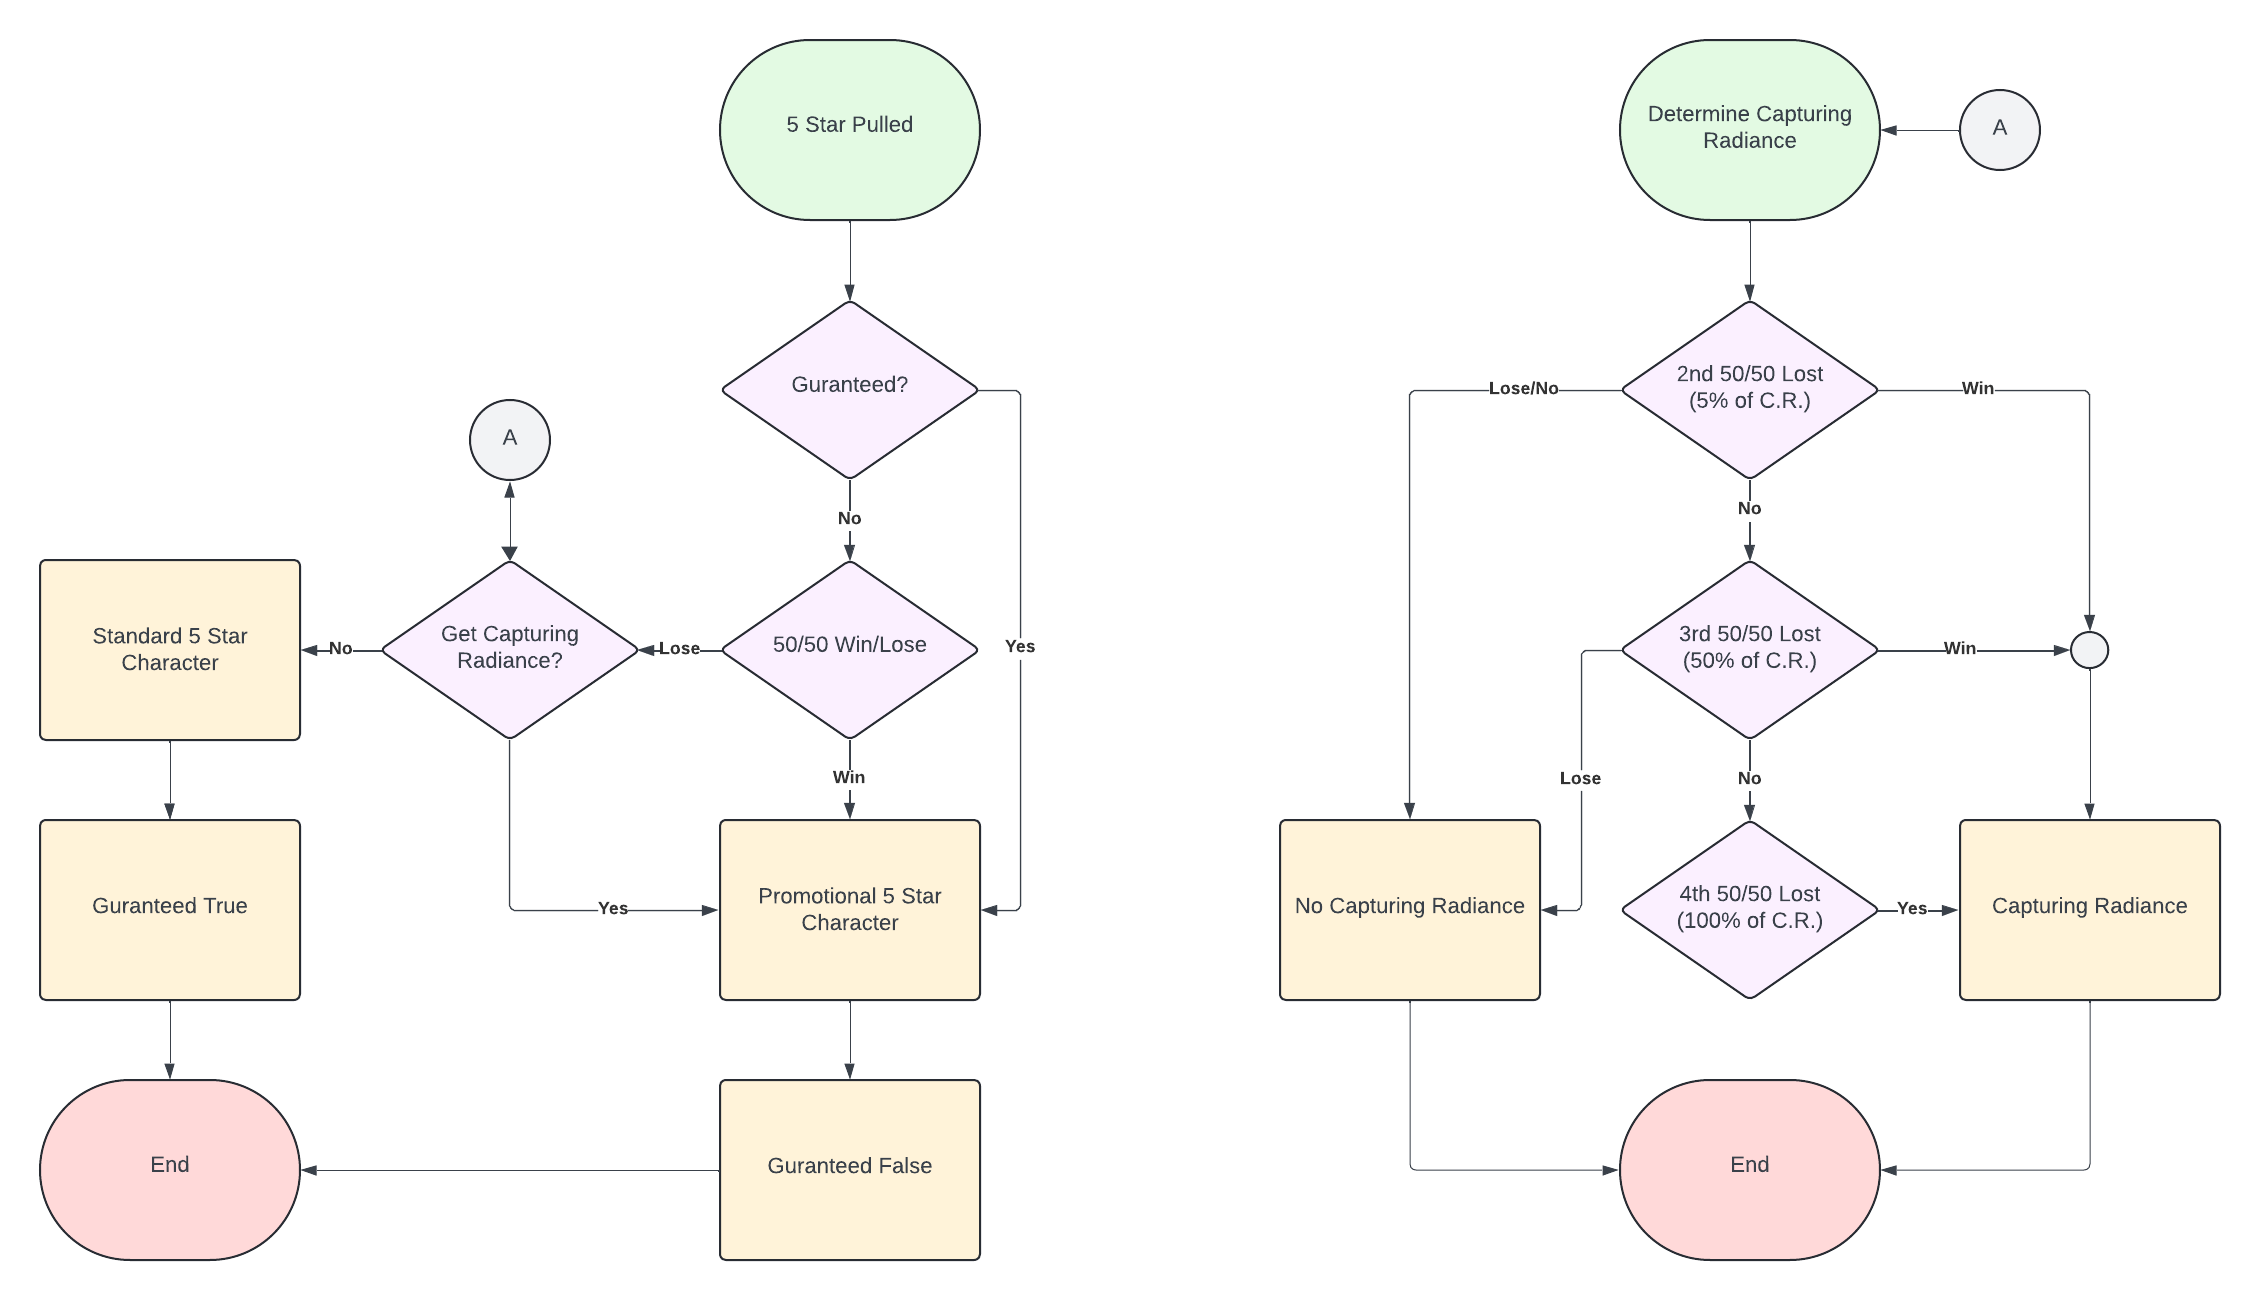 5 Star Pulled
Guranteed?
A
No
Get Capturing
Radiance?
50/50 Win/Lose
Lose
No
Yes
Standard 5 Star
Character
Win
Guranteed True
Yes
Promotional 5 Star
Character
End
Guranteed False
Determine Capturing
Radiance
A
2nd 50/50 Lost
(5% of C.R.)
Lose/No
Win
No
3rd 50/50 Lost
(50% of C.R.)
Win
Lose
No
No Capturing Radiance
4th 50/50 Lost
(100% of C.R.)
Yes
Capturing Radiance
End